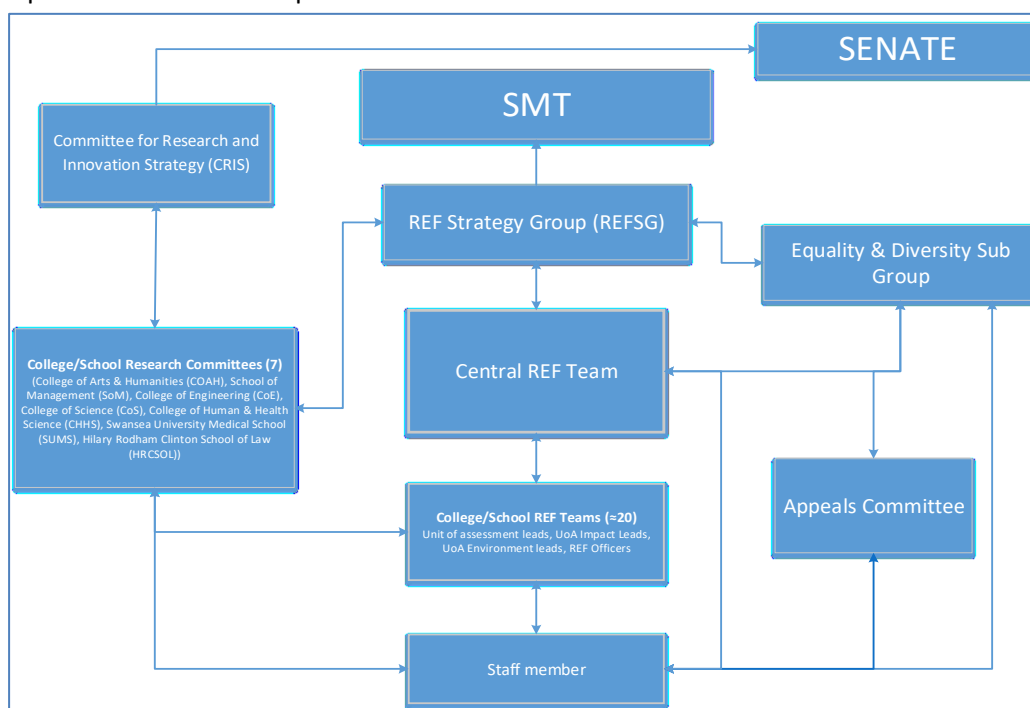 SENATE
SMT
Committee for Research and
Innovation Strategy (CRIS)
REF Strategy Group (REFSG)
Equality & Diversity Sub
Group
College/School Research Committees (7)
(College of Arts & Humanities (COAH), School of
Management (SoM), College of Engineering (CoE),
College of Science (CoS), College of Human & Health
Science (CHHS), Swansea University Medical School
(SUMS), Hilary Rodham Clinton School of Law
(HRCSOL))
Central REF Team
College/School REF Teams (≈20)
Unit of assessment leads, UoA Impact Leads,
UoA Environment leads, REF Officers
Appeals Committee
Staff member